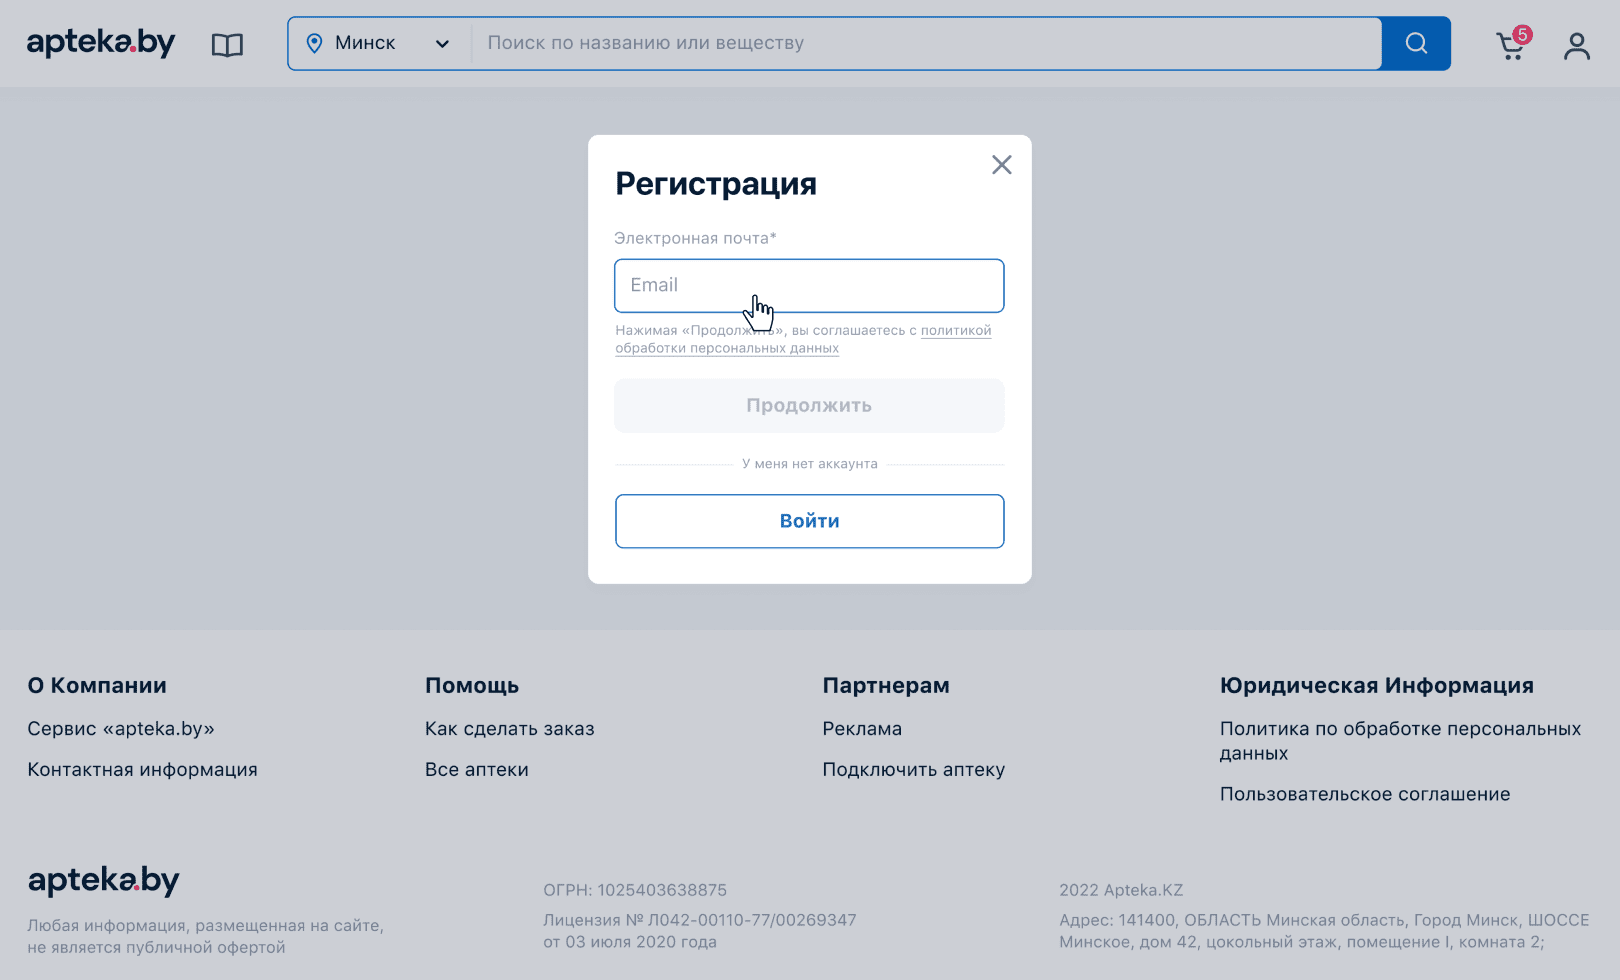 apteka.by
Минск
Поиск по названию или веществу
5
Регистрация
Электронная почта*
Email
Нажимая «Продолжить», вы соглашаетесь с политикой
обработки персональных данных
Продолжить
У меня нет аккаунта
Войти
О Компании
Сервис «apteka.by»
Контактная информация
Помощь
Как сделать заказ
Все аптеки
Партнерам
Реклама
Подключить аптеку
Юридическая Информация
Политика по обработке персональных
данных
Пользовательское соглашение
apteka.by
Любая информация, размещенная на сайте,
не является публичной офертой
ОГРН: 1025403638875
Лицензия № Л042-00110-77/00269347
от 03 июля 2020 года
2022 Apteka.KZ
Адрес: 141400, ОБЛАСТЬ Минская область, Город Минск, ШОССЕ
Минское, дом 42, цокольный этаж, помещение I, комната 2;